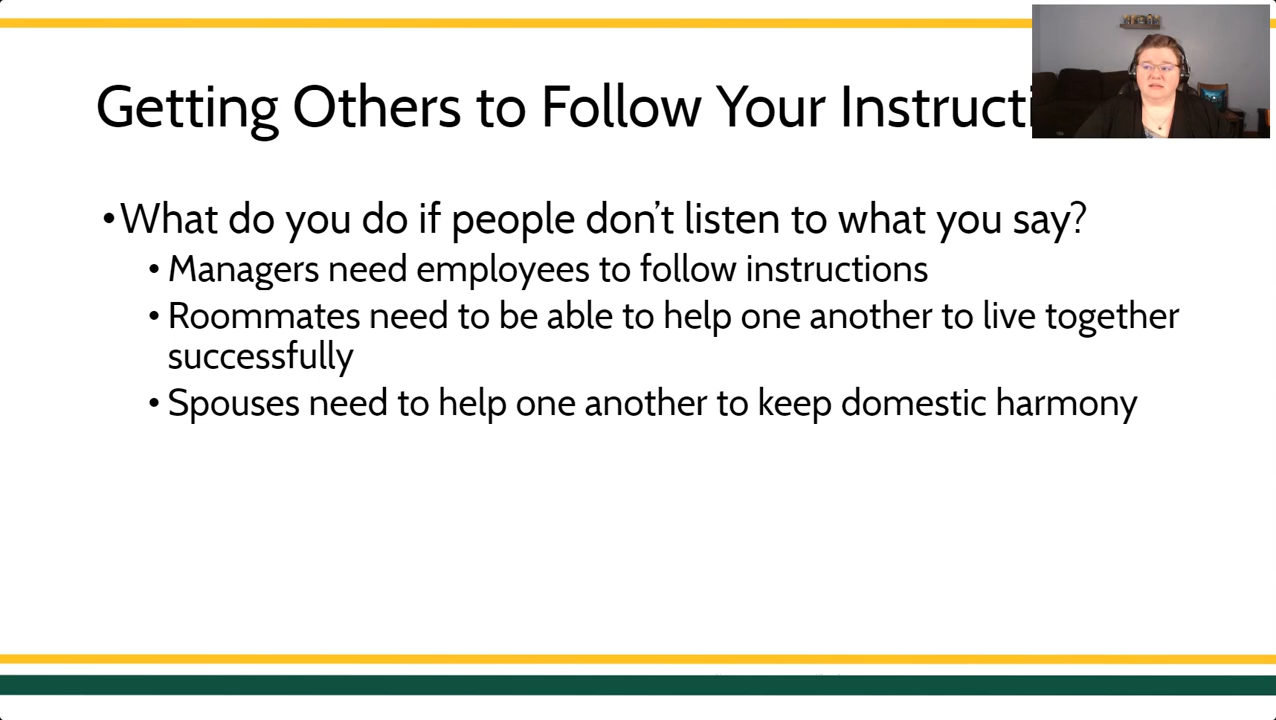 Getting Others to Follow Your Instructi
•What do you do if people don’t listen to what you say?
• Managers need employees to follow instructions
• Roommates need to be able to help one another to live together
successfully
• Spouses need to help one another to keep domestic harmony